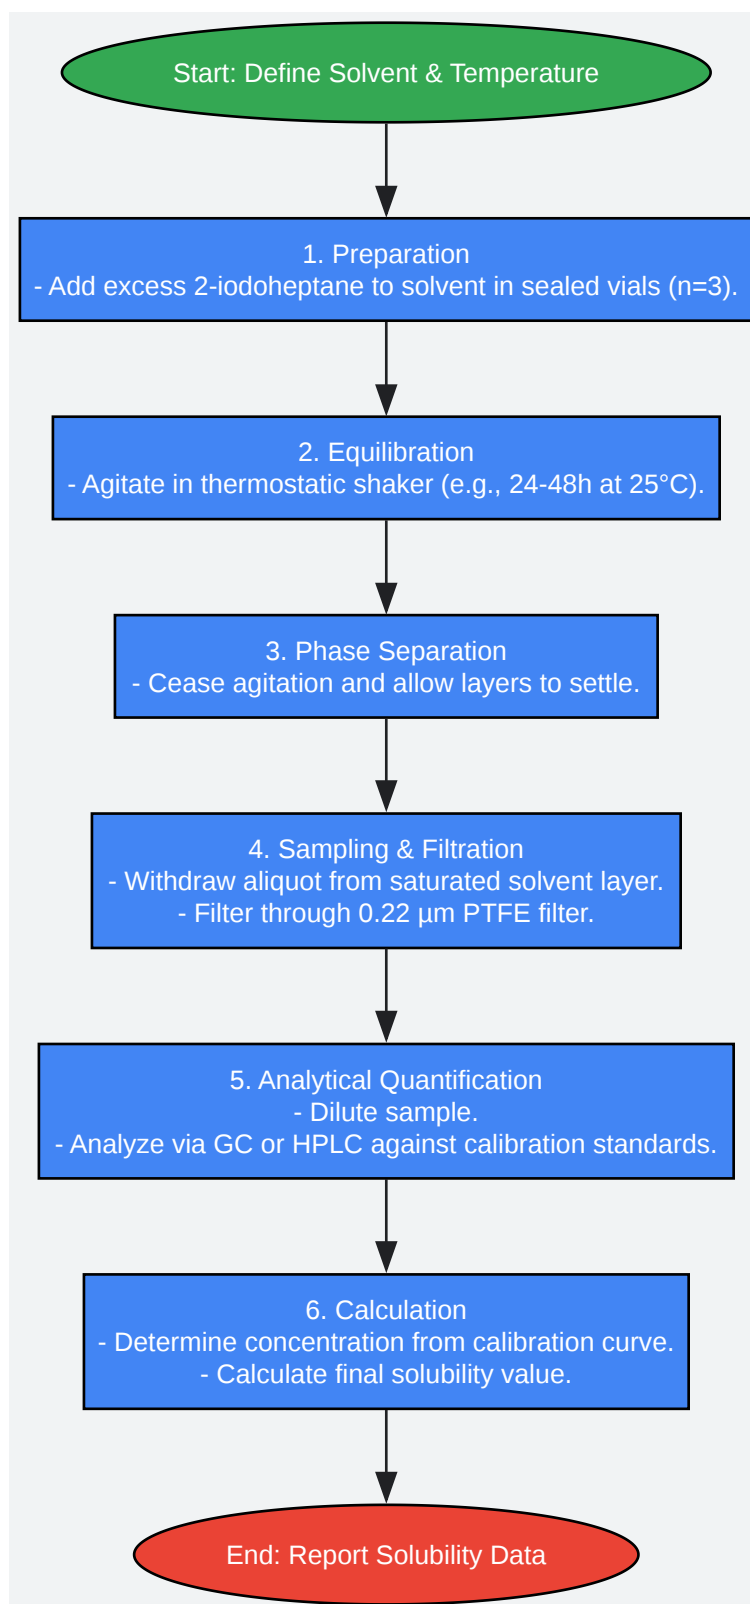 Start: Define Solvent & Temperature
1. Preparation
- Add excess 2-iodoheptane to solvent in sealed vials (n=3).
2. Equilibration
- Agitate in thermostatic shaker (e.g., 24-48h at 25°C).
3. Phase Separation
- Cease agitation and allow layers to settle.
4. Sampling & Filtration
- Withdraw aliquot from saturated solvent layer.
- Filter through 0.22 µm PTFE filter.
5. Analytical Quantification
- Dilute sample.
- Analyze via GC or HPLC against calibration standards.
6. Calculation
- Determine concentration from calibration curve.
- Calculate final solubility value.
End: Report Solubility Data